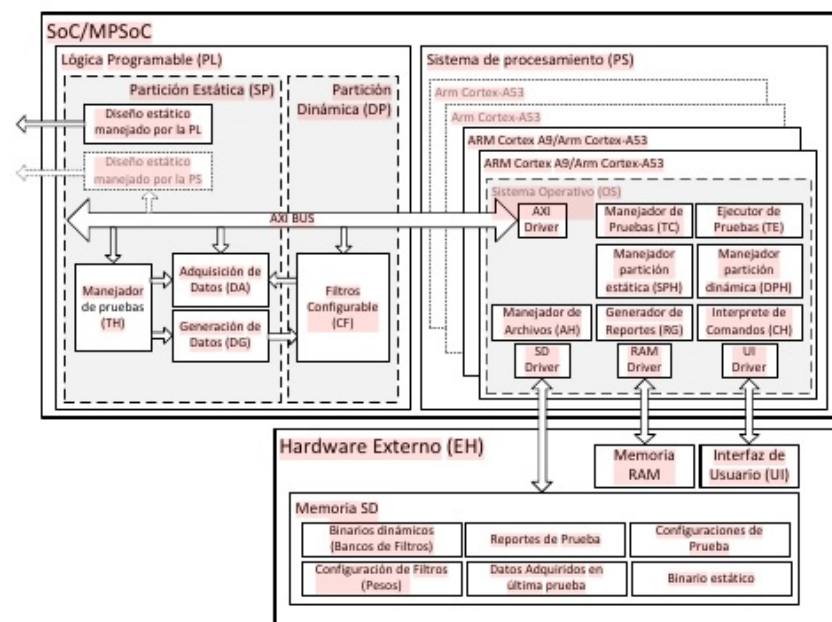 SoC/MPSoC
Lógica Programable (PL)
Partición Estática (SP)
Partición
Dinámica (DP)
Diseño estático
manejado por la PL
Diseño estático
manejado por la PS
AXI BUS
Manejador
de pruebas
(TH)
Adquisición de
Datos (DA)
Generación de
Datos (DG)
Filtros
Configurable
(CF)
Sistema de procesamiento (PS)
Arm Cortex-A53
Arm Cortex-A53
ARM Cortex A9/Arm Cortex-A53
ARM Cortex A9/Arm Cortex-A53
Sistema Operativo (OS)
AXI
Driver
Manejador de
Pruebas (TC)
Ejecutor de
Pruebas (TE)
Manejador
partición
estática (SPH)
Manejador
partición
dinámica (DPH)
Manejador de
Archivos (AH)
Generador de
Reportes (RG)
Interprete de
Comandos (CH)
SD
Driver
RAM
Driver
UI
Driver
Hardware Externo (EH)
Memoria
RAM
Interfaz de
Usuario (UI)
Memoria SD
Binarios dinámicos
(Bancos de Filtros)
Reportes de Prueba
Configuraciones de
Prueba
Configuración de Filtros
(Pesos)
Datos Adquiridos en
última prueba
Binario estático